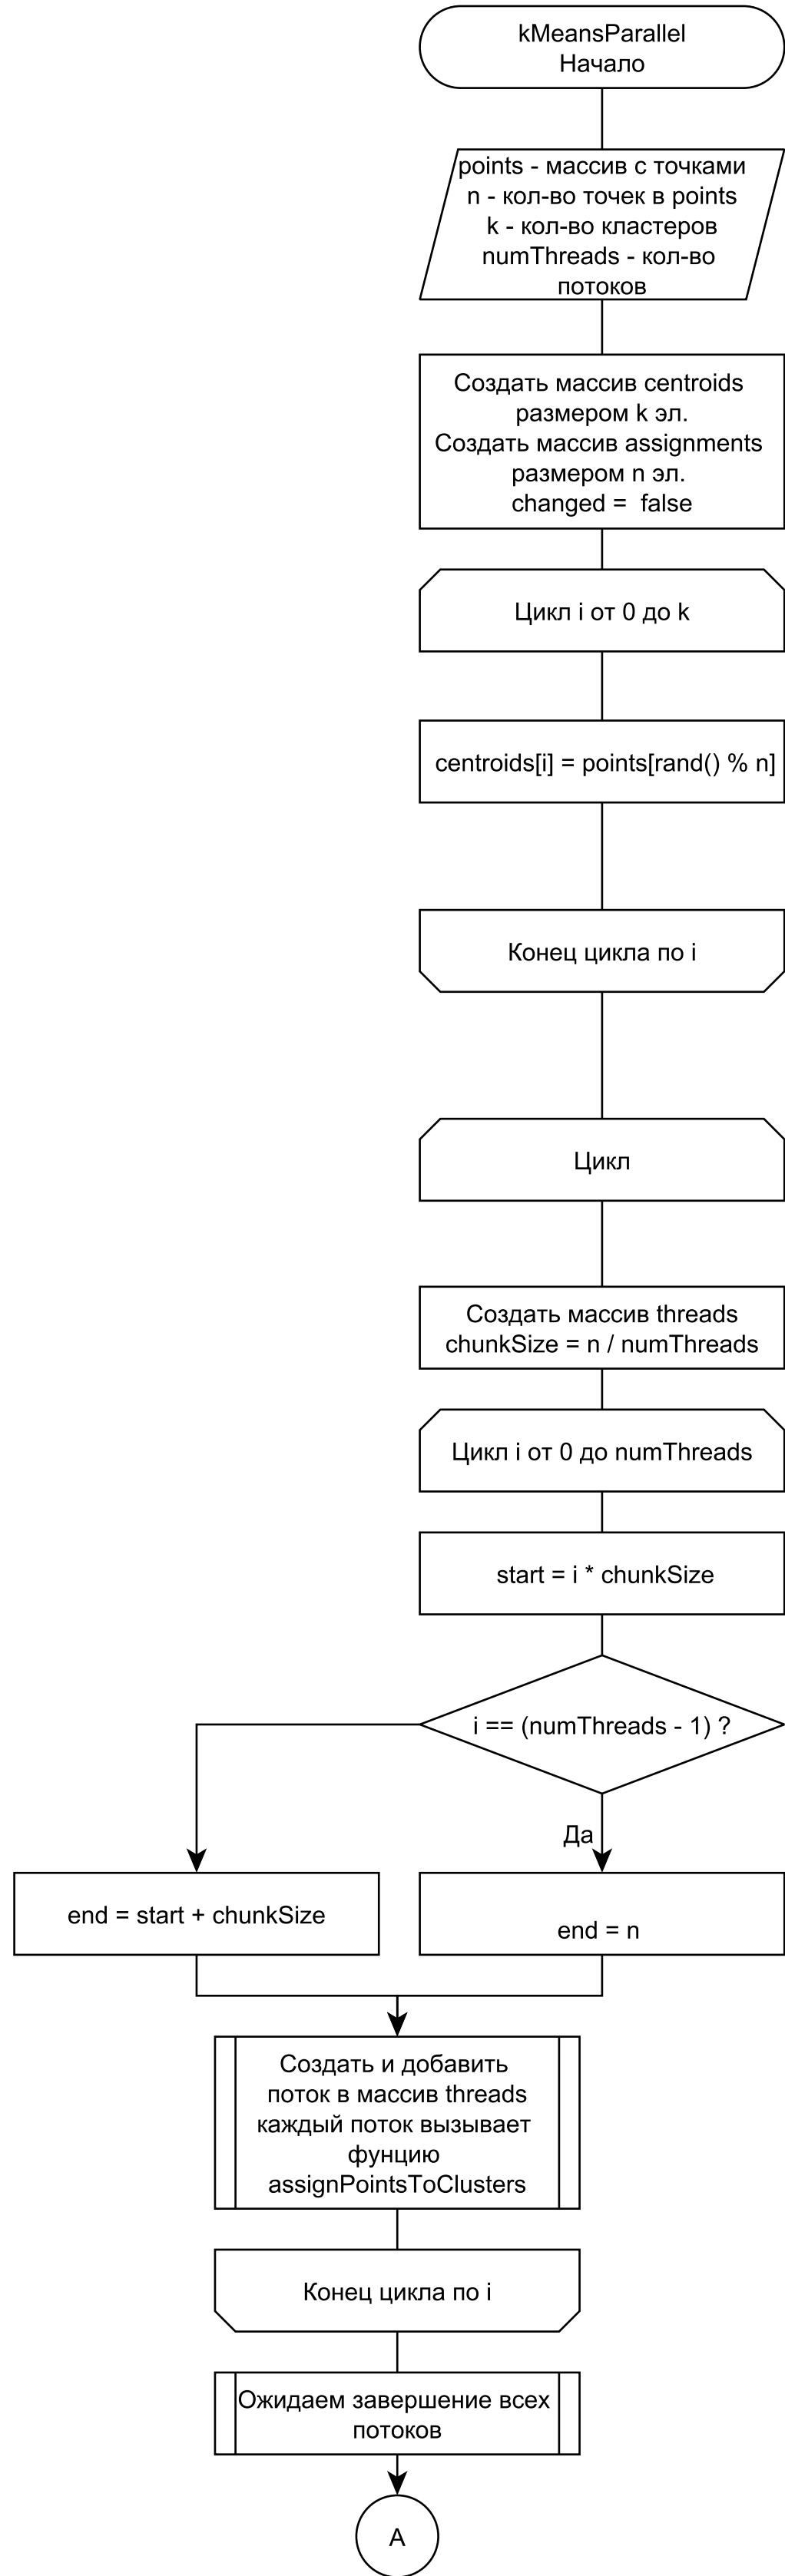 kMeansParallel
Начало
points - массив с точками
n - кол-во точек в points
k - кол-во кластеров
numThreads - кол-во
потоков
Создать массив centroids
размером k эл.
Создать массив assignments
размером n эл.
changed = false
Цикл i от 0 до k
centroids[i] = points[rand() % n]
Конец цикла по i
Цикл
Создать массив threads
chunkSize = n / numThreads
Цикл i от 0 до numThreads
start = i * chunkSize
i == (numThreads - 1) ?
Да
end = start + chunkSize
end = n
Создать и добавить
поток в массив threads
каждый поток вызывает
фунцию
assignPointsToClusters
Конец цикла по i
Ожидаем завершение всех
потоков
A